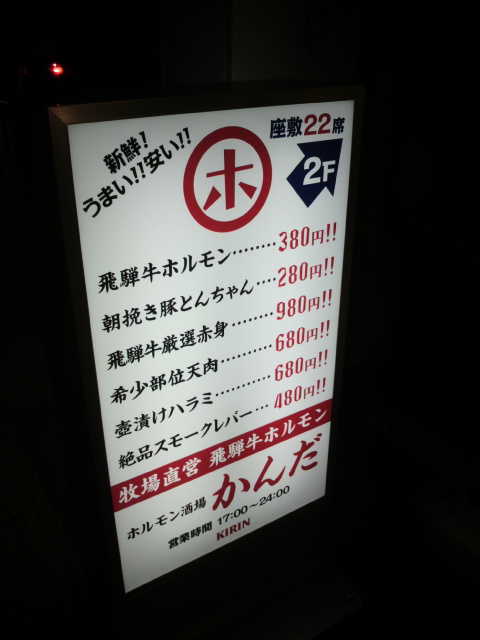 新鮮!
うまい!!安い!!
ホ
座敷22席
2F
飛騨牛ホルモン………380円!!
朝挽き豚とんちゃん……280円!!
飛騨牛厳選赤身………980円!!
希少部位天肉…………680円!!
壺漬けハラミ…………680円!!
絶品スモークレバー…480円!!
牧場直営 飛騨牛ホルモン
ホルモン酒場 かんだ
営業時間 17:00〜24:00
KIRIN